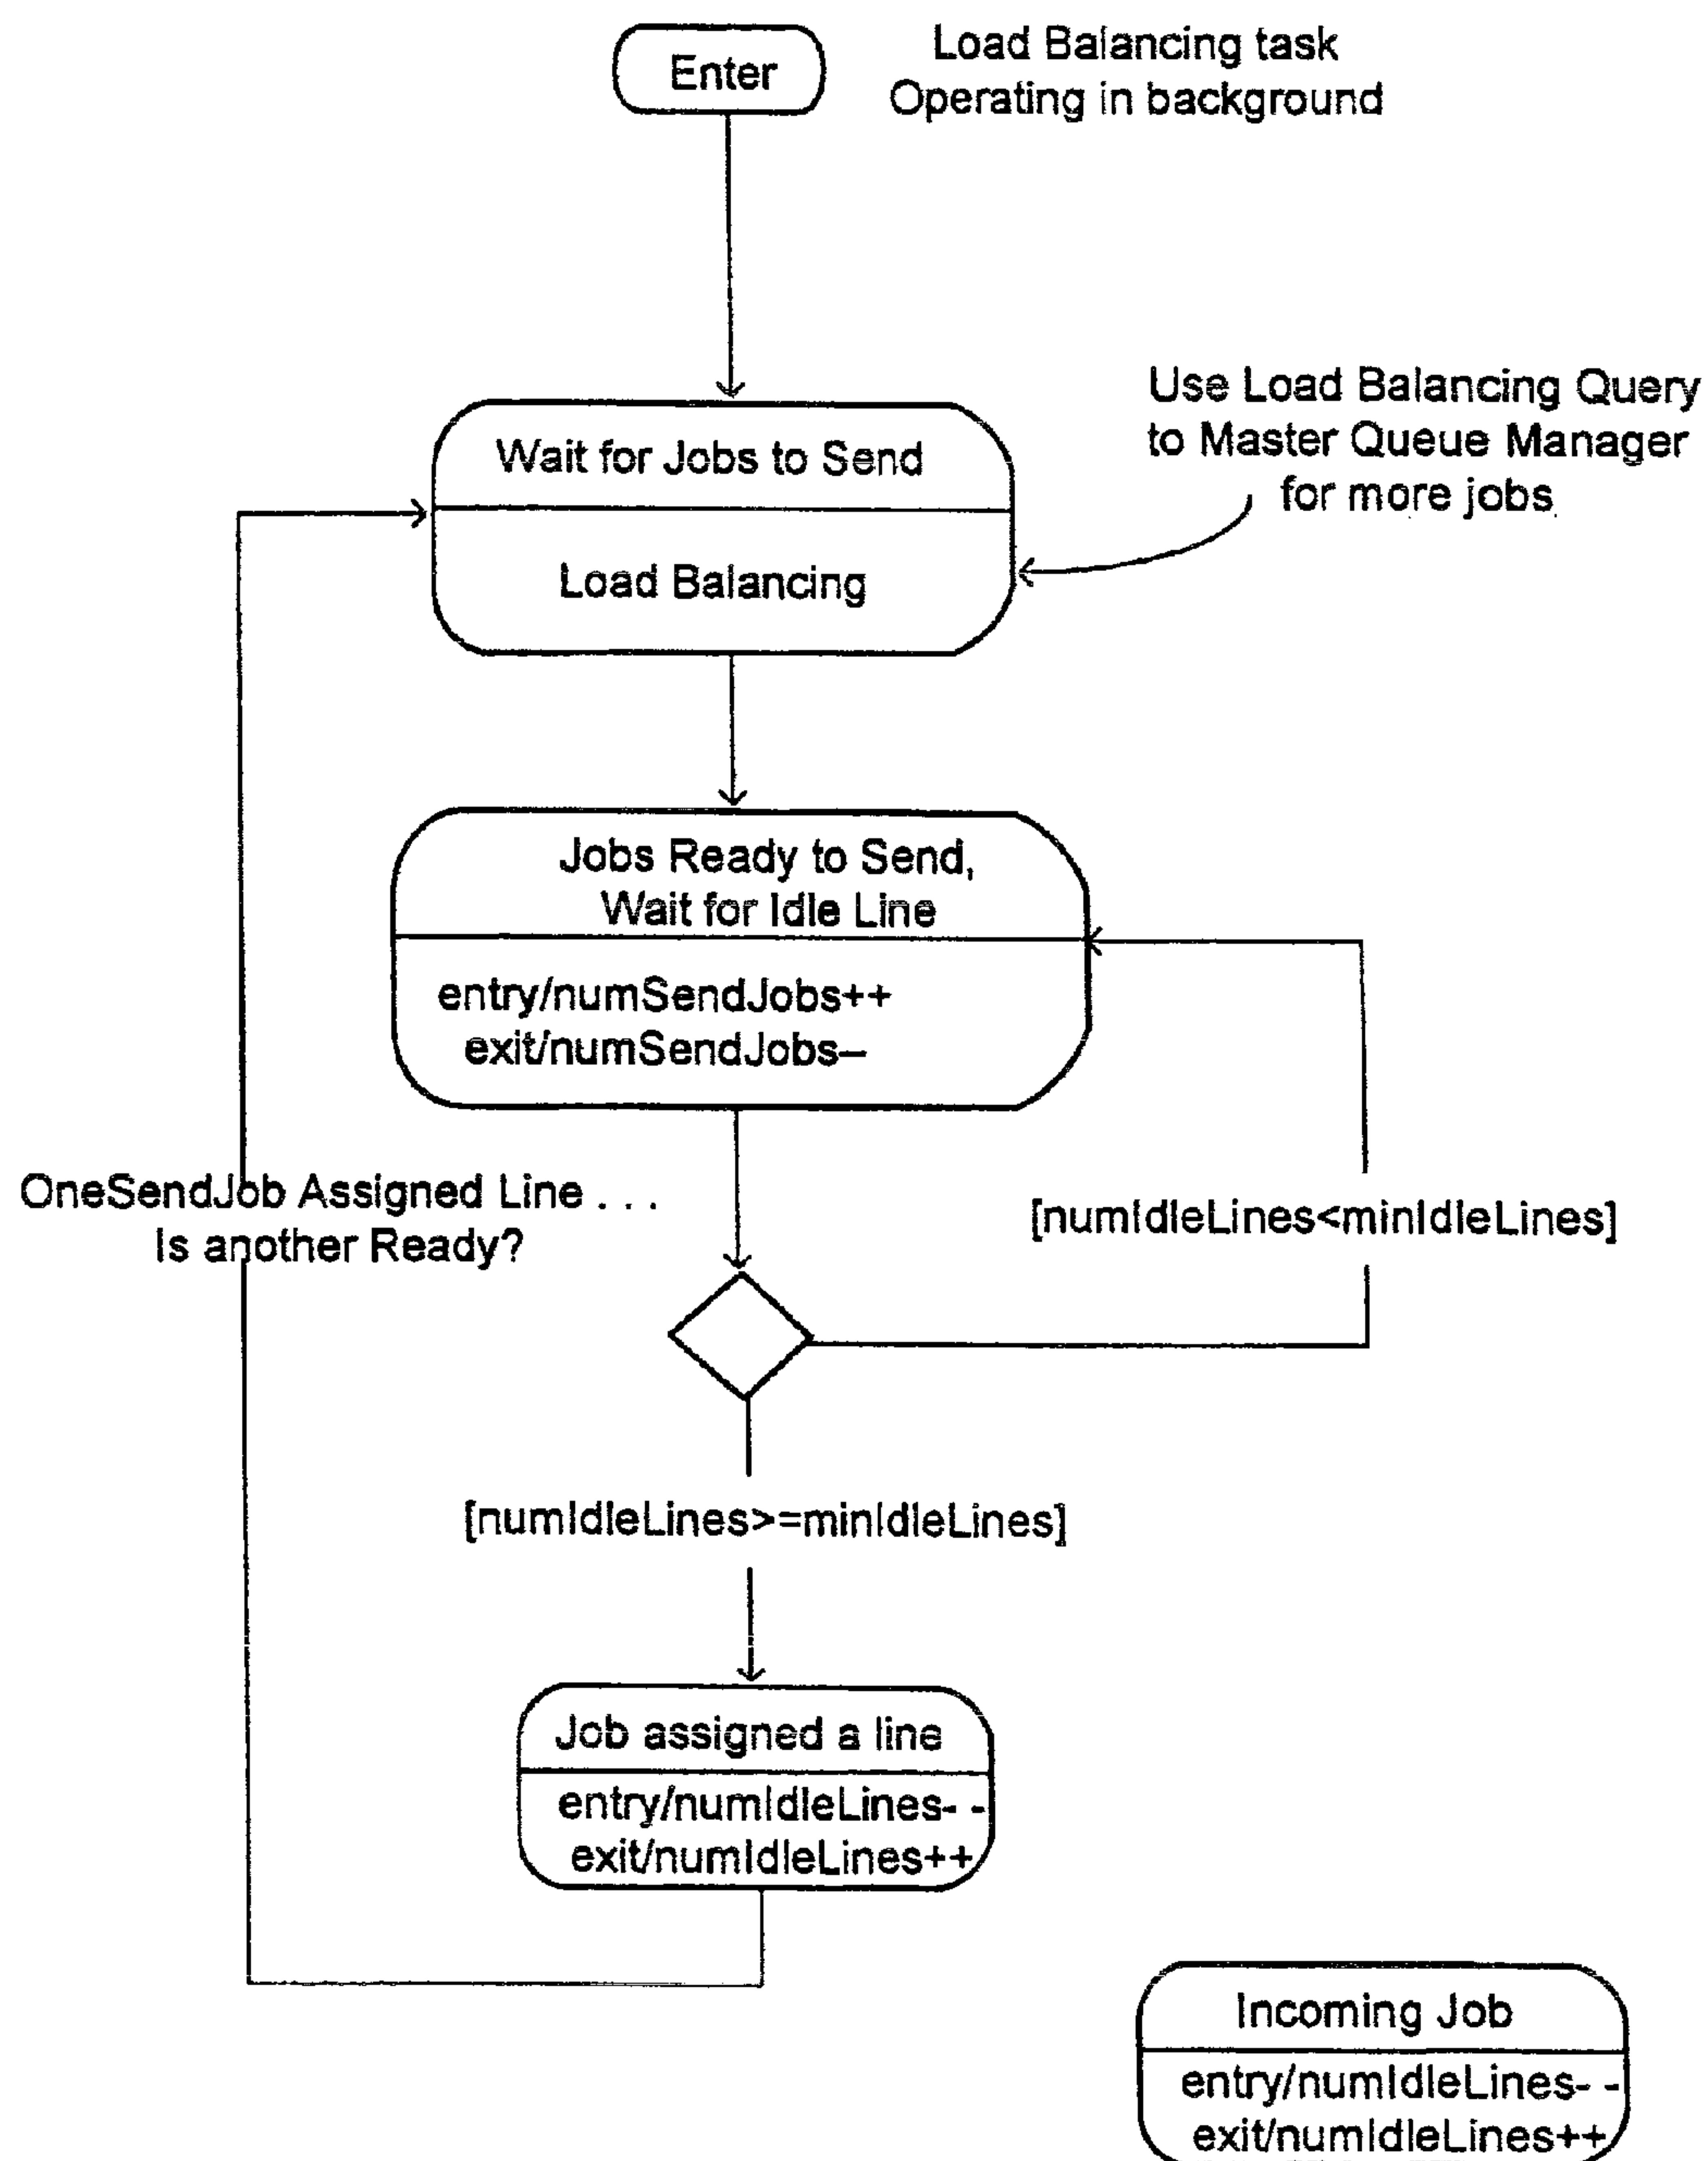 Enter
Load Balancing task
Operating in background
Use Load Balancing Query
to Master Queue Manager
for more jobs
Wait for Jobs to Send
Load Balancing
Jobs Ready to Send,
Wait for Idle Line
entry/numSendJobs++
exit/numSendJobs–
OneSendJob Assigned Line . . .
Is another Ready?
[numIdleLines<minIdleLines]
[numIdleLines>=minIdleLines]
Job assigned a line
entry/numIdleLines- -
exit/numIdleLines++
Incoming Job
entry/numIdleLines- -
exit/numIdleLines++